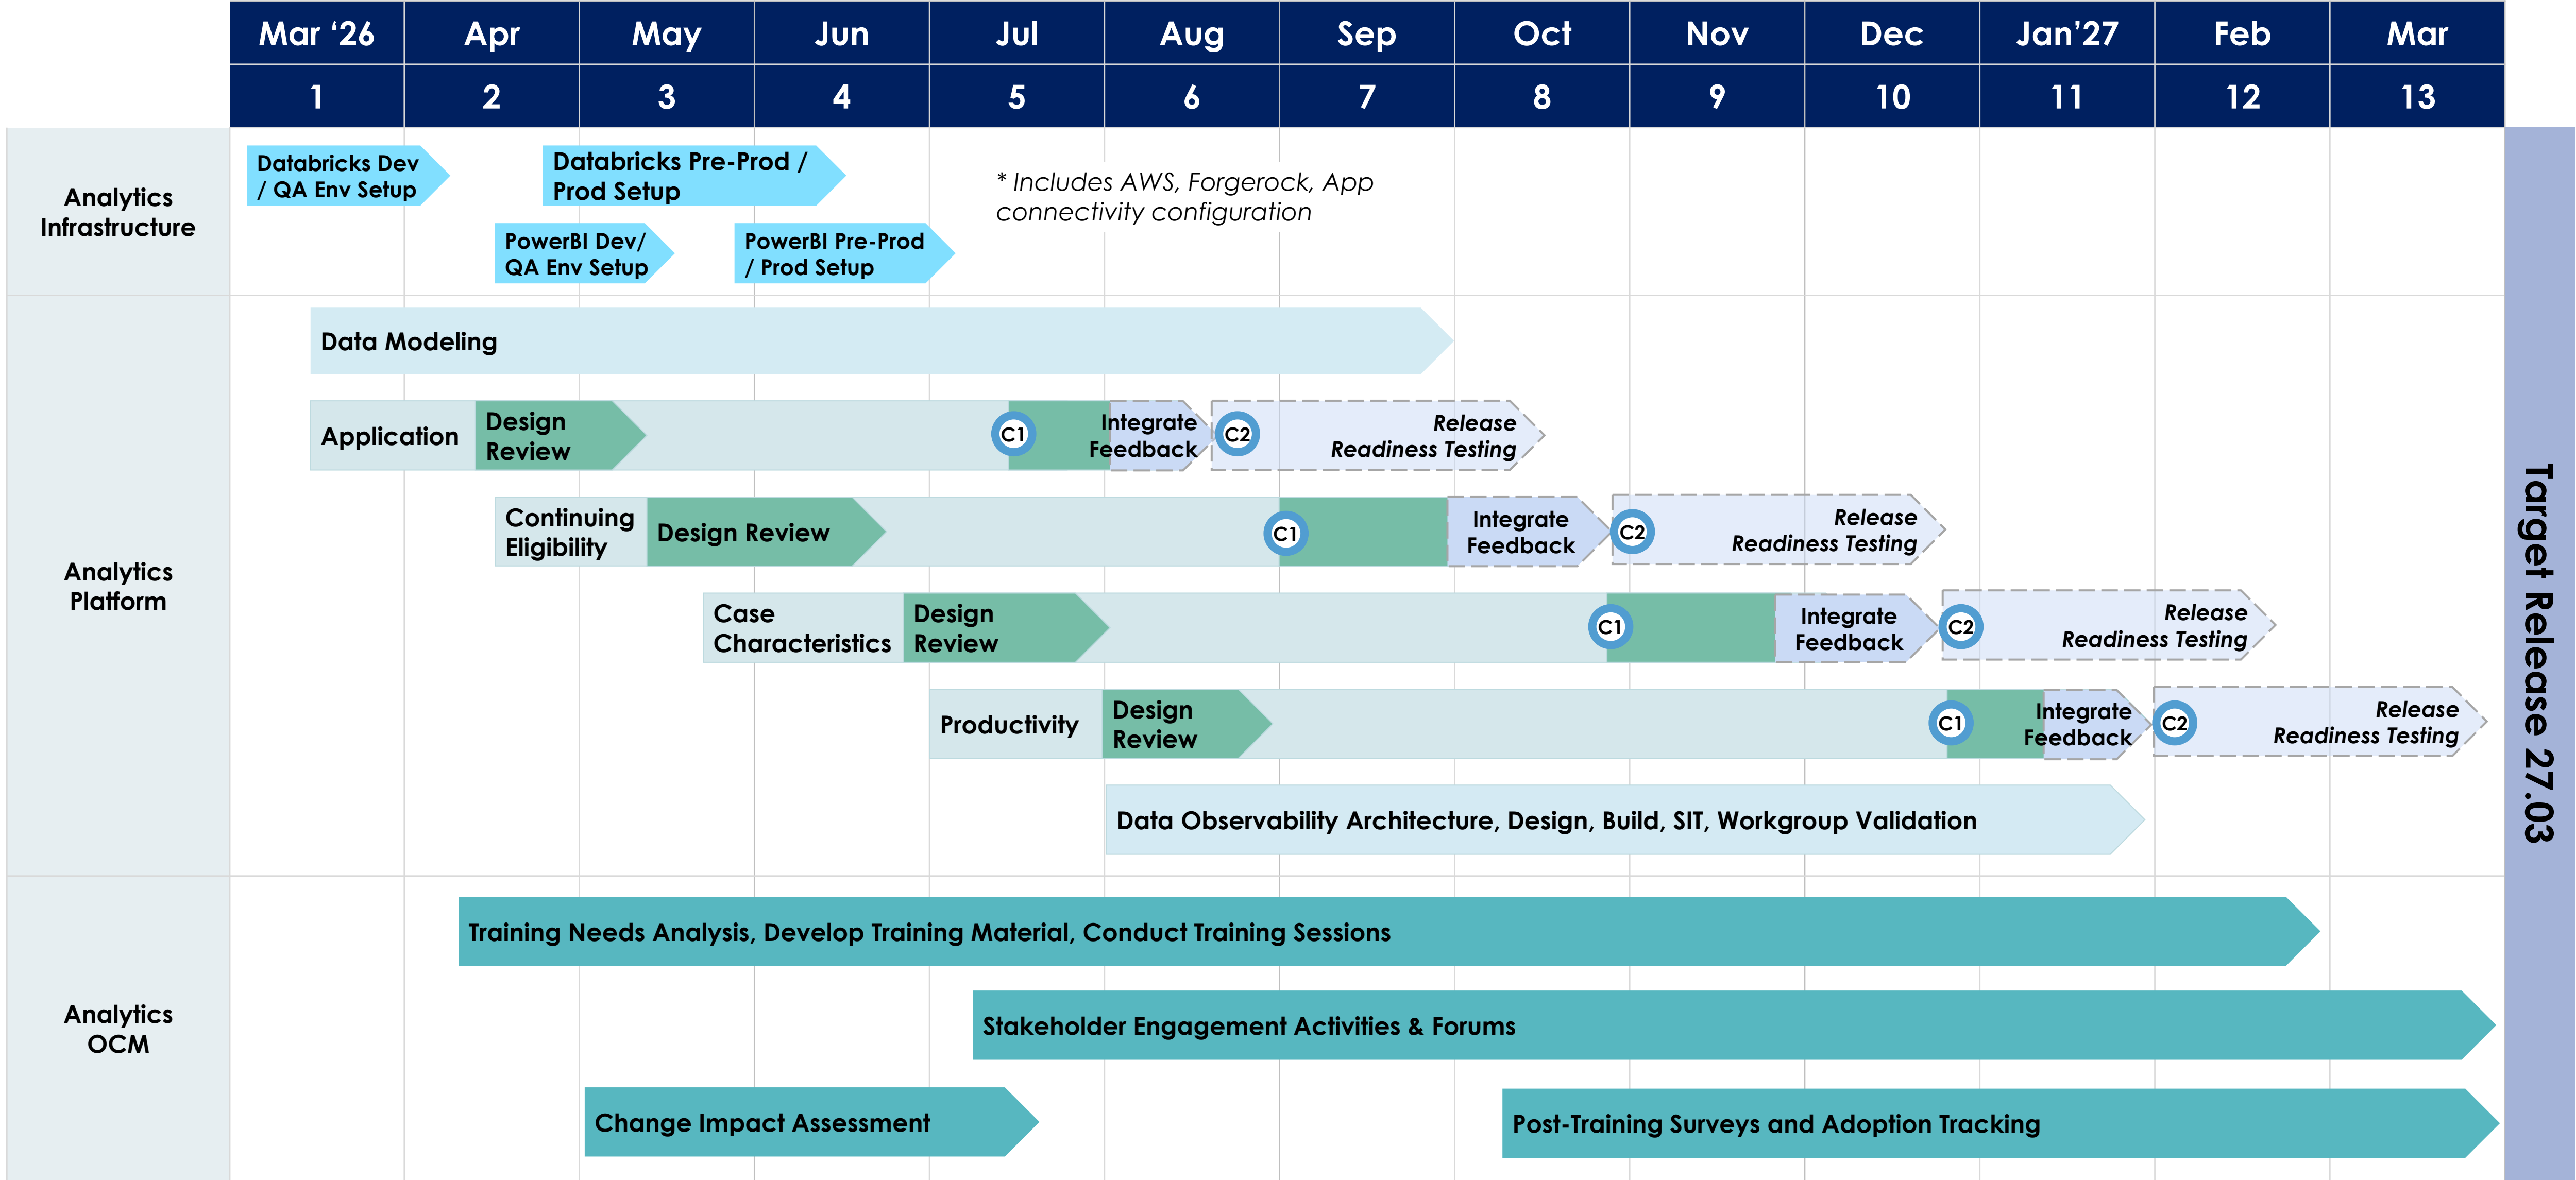 Mar ‘26 Apr May Jun Jul Aug Sep Oct Nov Dec Jan’27 Feb Mar
1 2 3 4 5 6 7 8 9 10 11 12 13
Analytics
Infrastructure
Databricks Dev
/ QA Env Setup
Databricks Pre-Prod /
Prod Setup
PowerBI Dev/
QA Env Setup
PowerBI Pre-Prod
/ Prod Setup
* Includes AWS, Forgerock, App
connectivity configuration
Analytics
Platform
Data Modeling
Application
Design
Review
C1
Integrate
Feedback
C2
Release
Readiness Testing
Continuing
Eligibility
Design Review
C1
Integrate
Feedback
C2
Release
Readiness Testing
Case
Characteristics
Design
Review
C1
Integrate
Feedback
C2
Release
Readiness Testing
Productivity
Design
Review
C1
Integrate
Feedback
C2
Release
Readiness Testing
Data Observability Architecture, Design, Build, SIT, Workgroup Validation
Analytics
OCM
Training Needs Analysis, Develop Training Material, Conduct Training Sessions
Stakeholder Engagement Activities & Forums
Change Impact Assessment
Post-Training Surveys and Adoption Tracking
Target Release 27.03